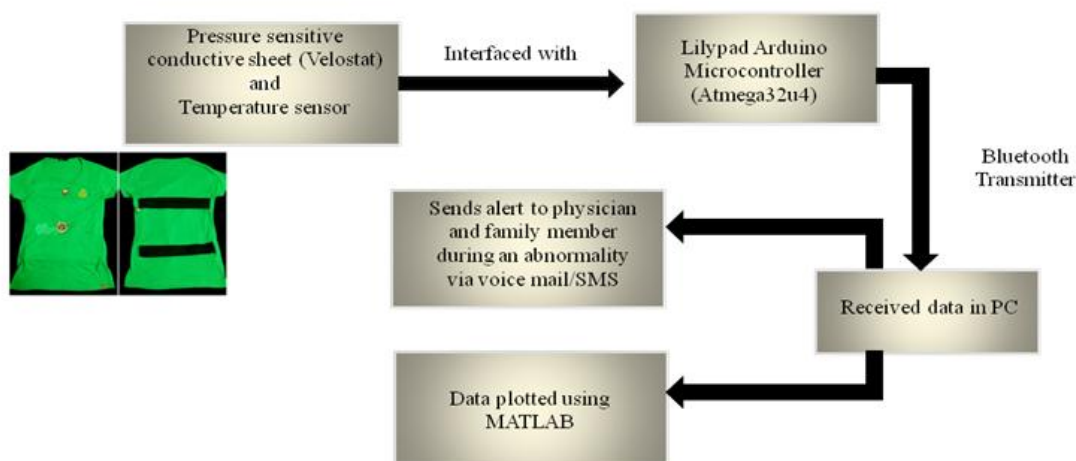 Pressure sensitive
conductive sheet (Velostat)
and
Temperature sensor
Interfaced with
Lilypad Arduino
Microcontroller
(Atmega32u4)
Bluetooth
Transmitter
Received data in PC
Sends alert to physician
and family member
during an abnormality
via voice mail/SMS
Data plotted using
MATLAB